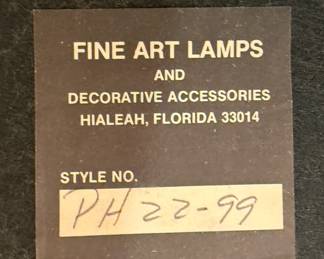 FINE ART LAMPS
AND
DECORATIVE ACCESSORIES
HIALEAH, FLORIDA 33014
STYLE NO.
PH 22-99